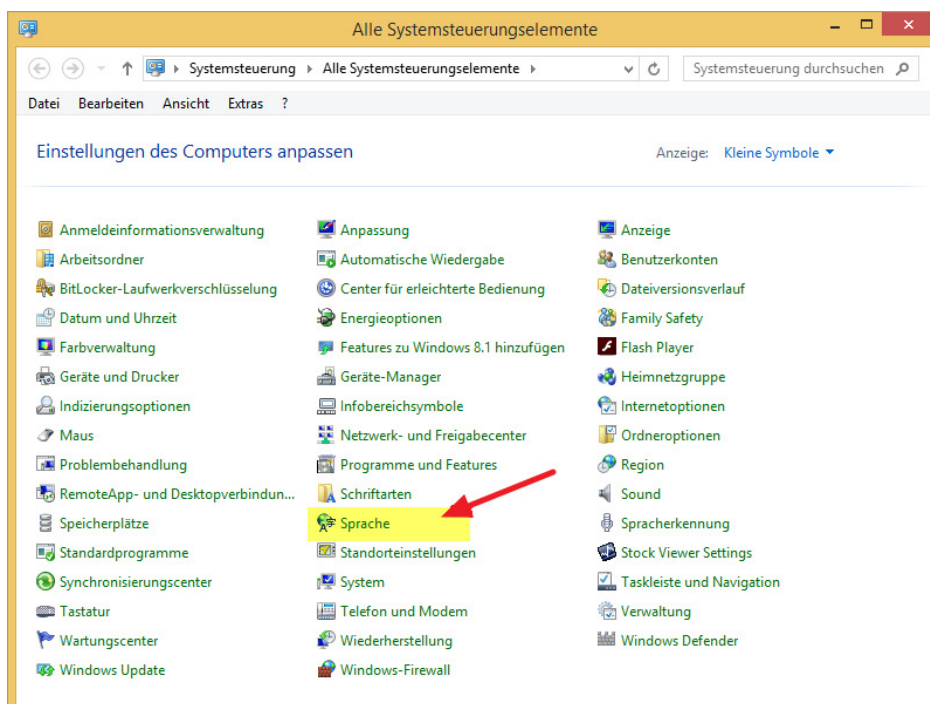 Alle Systemsteuerungselemente
Systemsteuerung Alle Systemsteuerungselemente Systemsteuerung durchsuchen
Datei Bearbeiten Ansicht Extras ?
Einstellungen des Computers anpassen Anzeige: Kleine Symbole
Anmeldeinformationsverwaltung Anpassung Anzeige
Arbeitsordner Automatische Wiedergabe Benutzerkonten
BitLocker-Laufwerkverschlüsselung Center für erleichterte Bedienung Dateiversionsverlauf
Datum und Uhrzeit Energieoptionen Family Safety
Farbverwaltung Features zu Windows 8.1 hinzufügen Flash Player
Geräte und Drucker Geräte-Manager Heimnetzgruppe
Indizierungsoptionen Infobereichsymbole Internetoptionen
Maus Netzwerk- und Freigabecenter Ordneroptionen
Problembehandlung Programme und Features Region
RemoteApp- und Desktopverbindun... Schriftarten Sound
Speicherplätze Sprache Spracherkennung
Standardprogramme Standorteinstellungen Stock Viewer Settings
Synchronisierungscenter System Taskleiste und Navigation
Tastatur Telefon und Modem Verwaltung
Wartungscenter Wiederherstellung Windows Defender
Windows Update Windows-Firewall